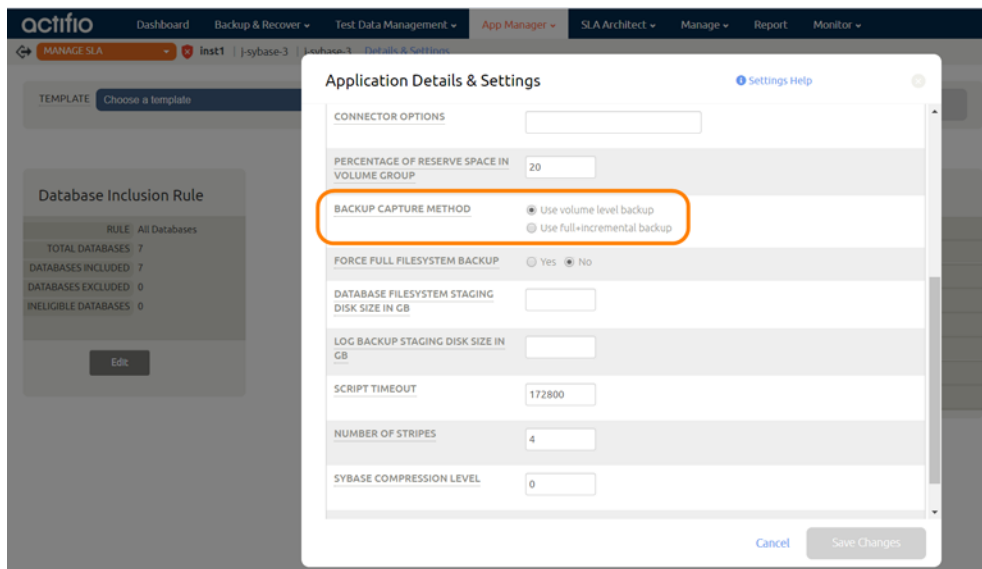 actifio Dashboard Backup & Recover Test Data Management App Manager SLA Architect Manage Report Monitor
MANAGE SLA inst1 | j-sybase-3 | j-sybase-3 Details & Settings
TEMPLATE Choose a template
Database Inclusion Rule
RULE All Databases
TOTAL DATABASES 7
DATABASES INCLUDED 7
DATABASES EXCLUDED 0
INELIGIBLE DATABASES 0
Edit
Application Details & Settings Settings Help
CONNECTOR OPTIONS
PERCENTAGE OF RESERVE SPACE IN
VOLUME GROUP
20
BACKUP CAPTURE METHOD
Use volume level backup
Use full+incremental backup
FORCE FULL FILESYSTEM BACKUP Yes No
DATABASE FILESYSTEM STAGING
DISK SIZE IN GB
LOG BACKUP STAGING DISK SIZE IN
GB
SCRIPT TIMEOUT 172800
NUMBER OF STRIPES 4
SYBASE COMPRESSION LEVEL 0
Cancel Save Changes